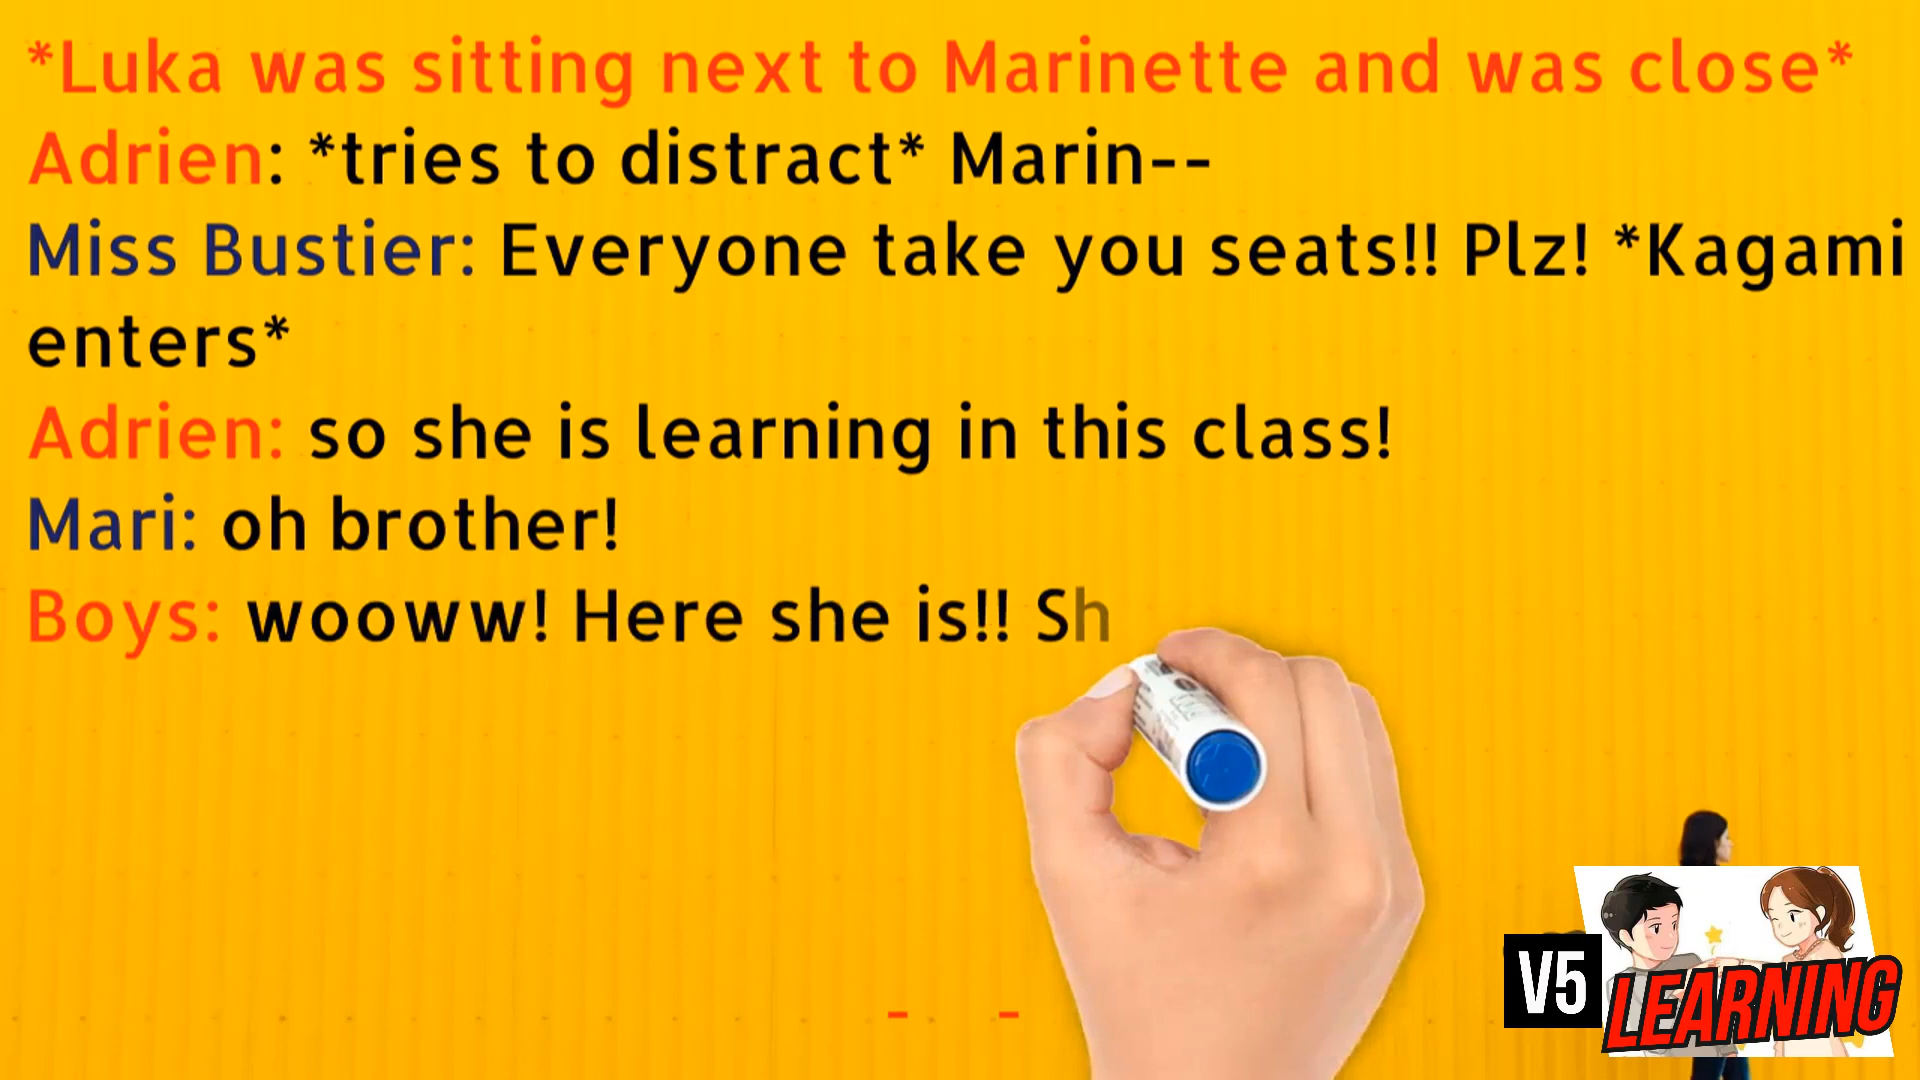 *Luka was sitting next to Marinette and was close*
Adrien: *tries to distract* Marin--
Miss Bustier: Everyone take you seats!! Plz! *Kagami
enters*
Adrien: so she is learning in this class!
Mari: oh brother!
Boys: wooww! Here she is!! Sh
- -
V5
LEARNING